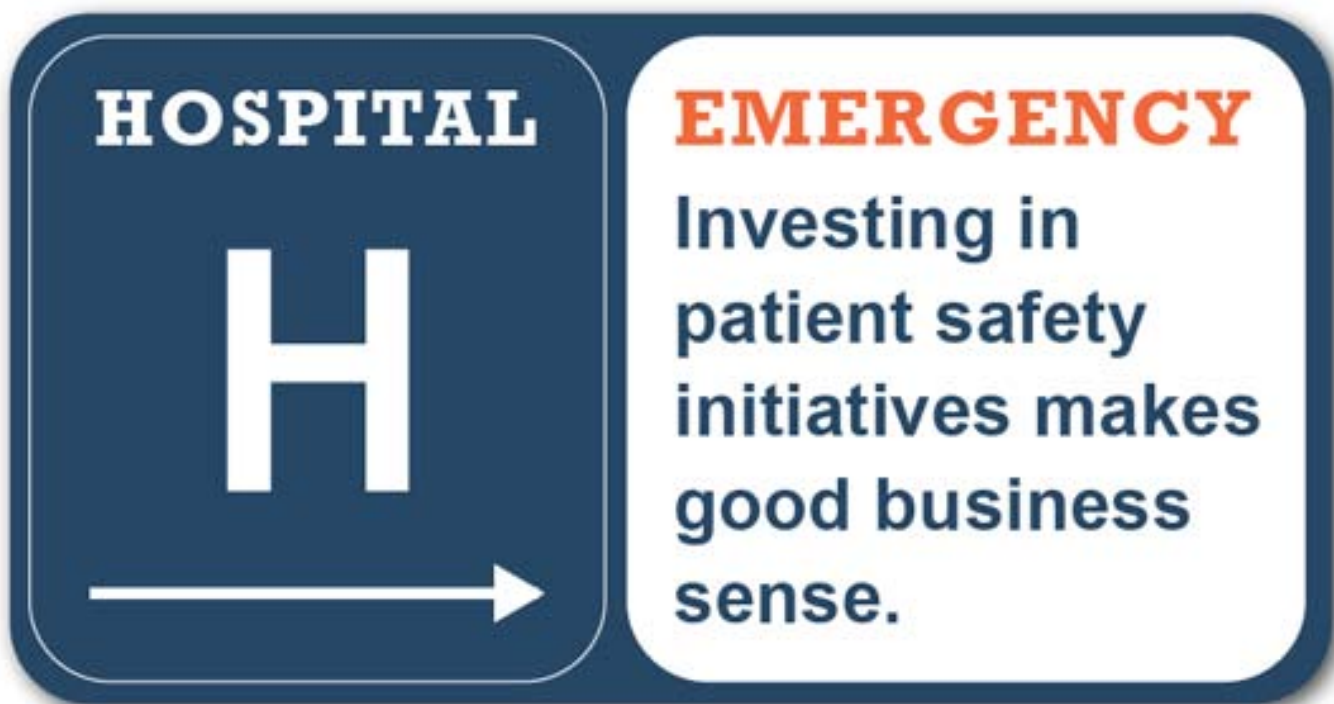 HOSPITAL
H
EMERGENCY
Investing in
patient safety
initiatives makes
good business
sense.